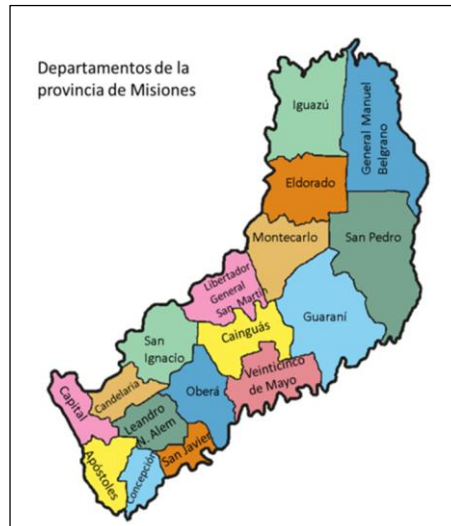 Departamentos de la
provincia de Misiones
Iguazú
General Manuel
Belgrano
Eldorado
Montecarlo
San Pedro
Libertador
General
San Martín
Guaraní
Cainguás
San
Ignacio
Veinticinco
de Mayo
Oberá
Capital
Candelaria
Leandro
N. Alem
San Javier
Apóstoles
Concepción